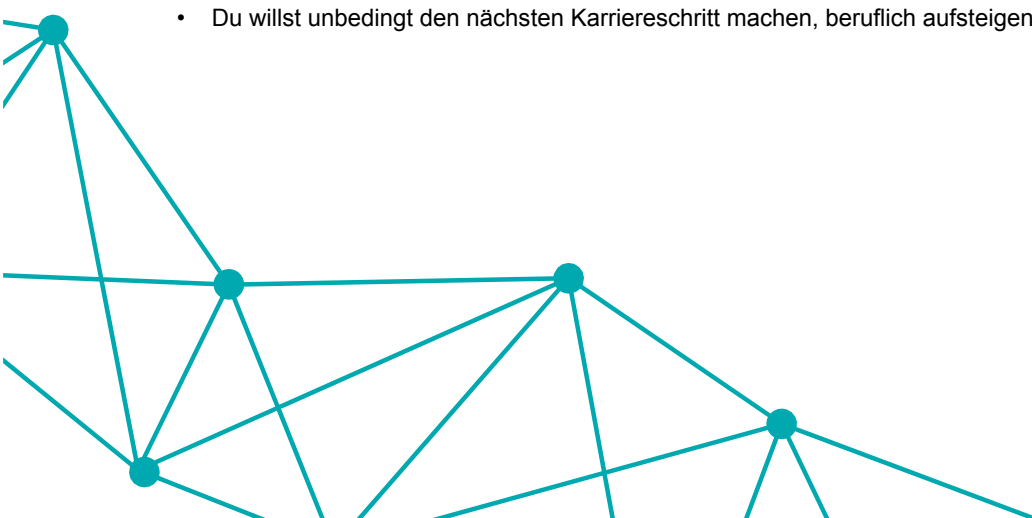 • Du willst unbedingt den nächsten Karriereschritt machen, beruflich aufsteigen